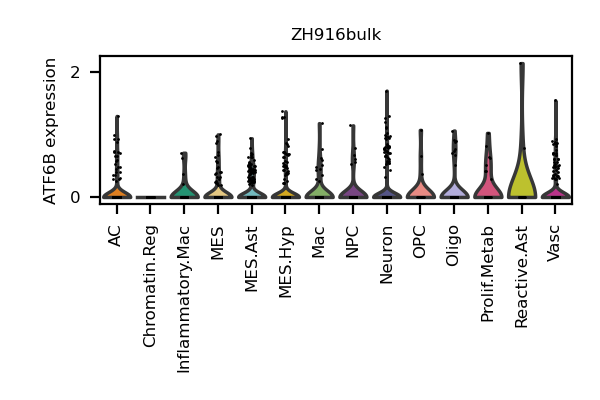 ZH916bulk
ATF6B expression
2
0
AC
Chromatin.Reg
Inflammatory.Mac
MES
MES.Ast
MES.Hyp
Mac
NPC
Neuron
OPC
Oligo
Prolif.Metab
Reactive.Ast
Vasc